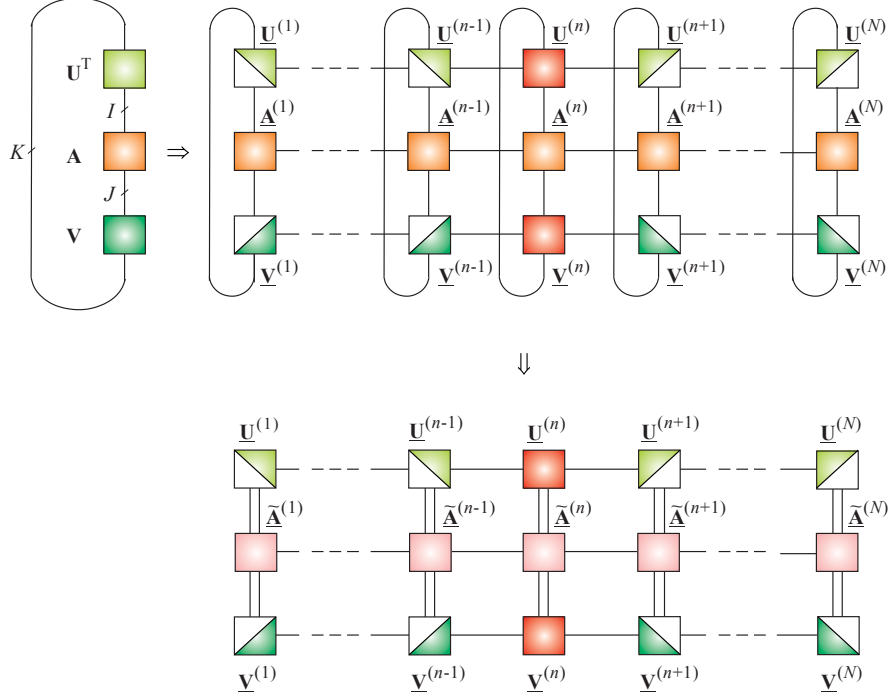 U^(1) U^(n-1) U^(n) U^(n+1) U^(N)
U^T
I
A^(1) A^(n-1) A^(n) A^(n+1) A^(N)
K A ⇒
J
V
V^(1) V^(n-1) V^(n) V^(n+1) V^(N)
⇓
U^(1) U^(n-1) U^(n) U^(n+1) U^(N)
Ã^(1) Ã^(n-1) Ã^(n) Ã^(n+1) Ã^(N)
V^(1) V^(n-1) V^(n) V^(n+1) V^(N)